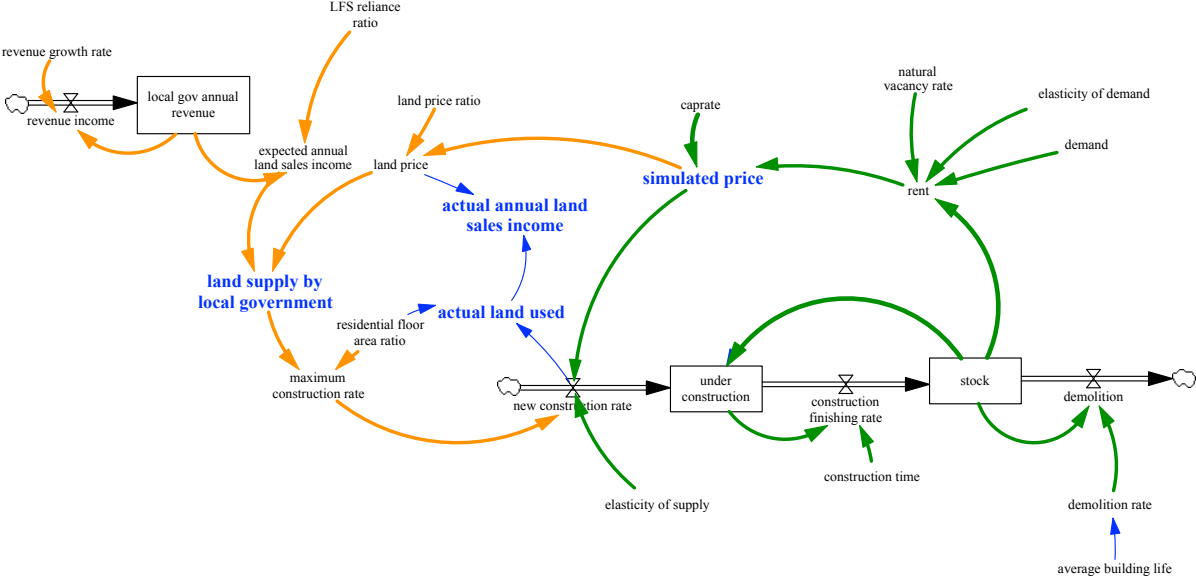 LFS reliance
ratio
revenue growth rate
local gov annual
revenue
revenue income
expected annual
land sales income
land price ratio
land price
caprate
natural
vacancy rate
elasticity of demand
demand
simulated price
rent
actual annual land
sales income
land supply by
local government
actual land used
residential floor
area ratio
maximum
construction rate
new construction rate
under
construction
construction
finishing rate
stock
demolition
construction time
elasticity of supply
demolition rate
average building life